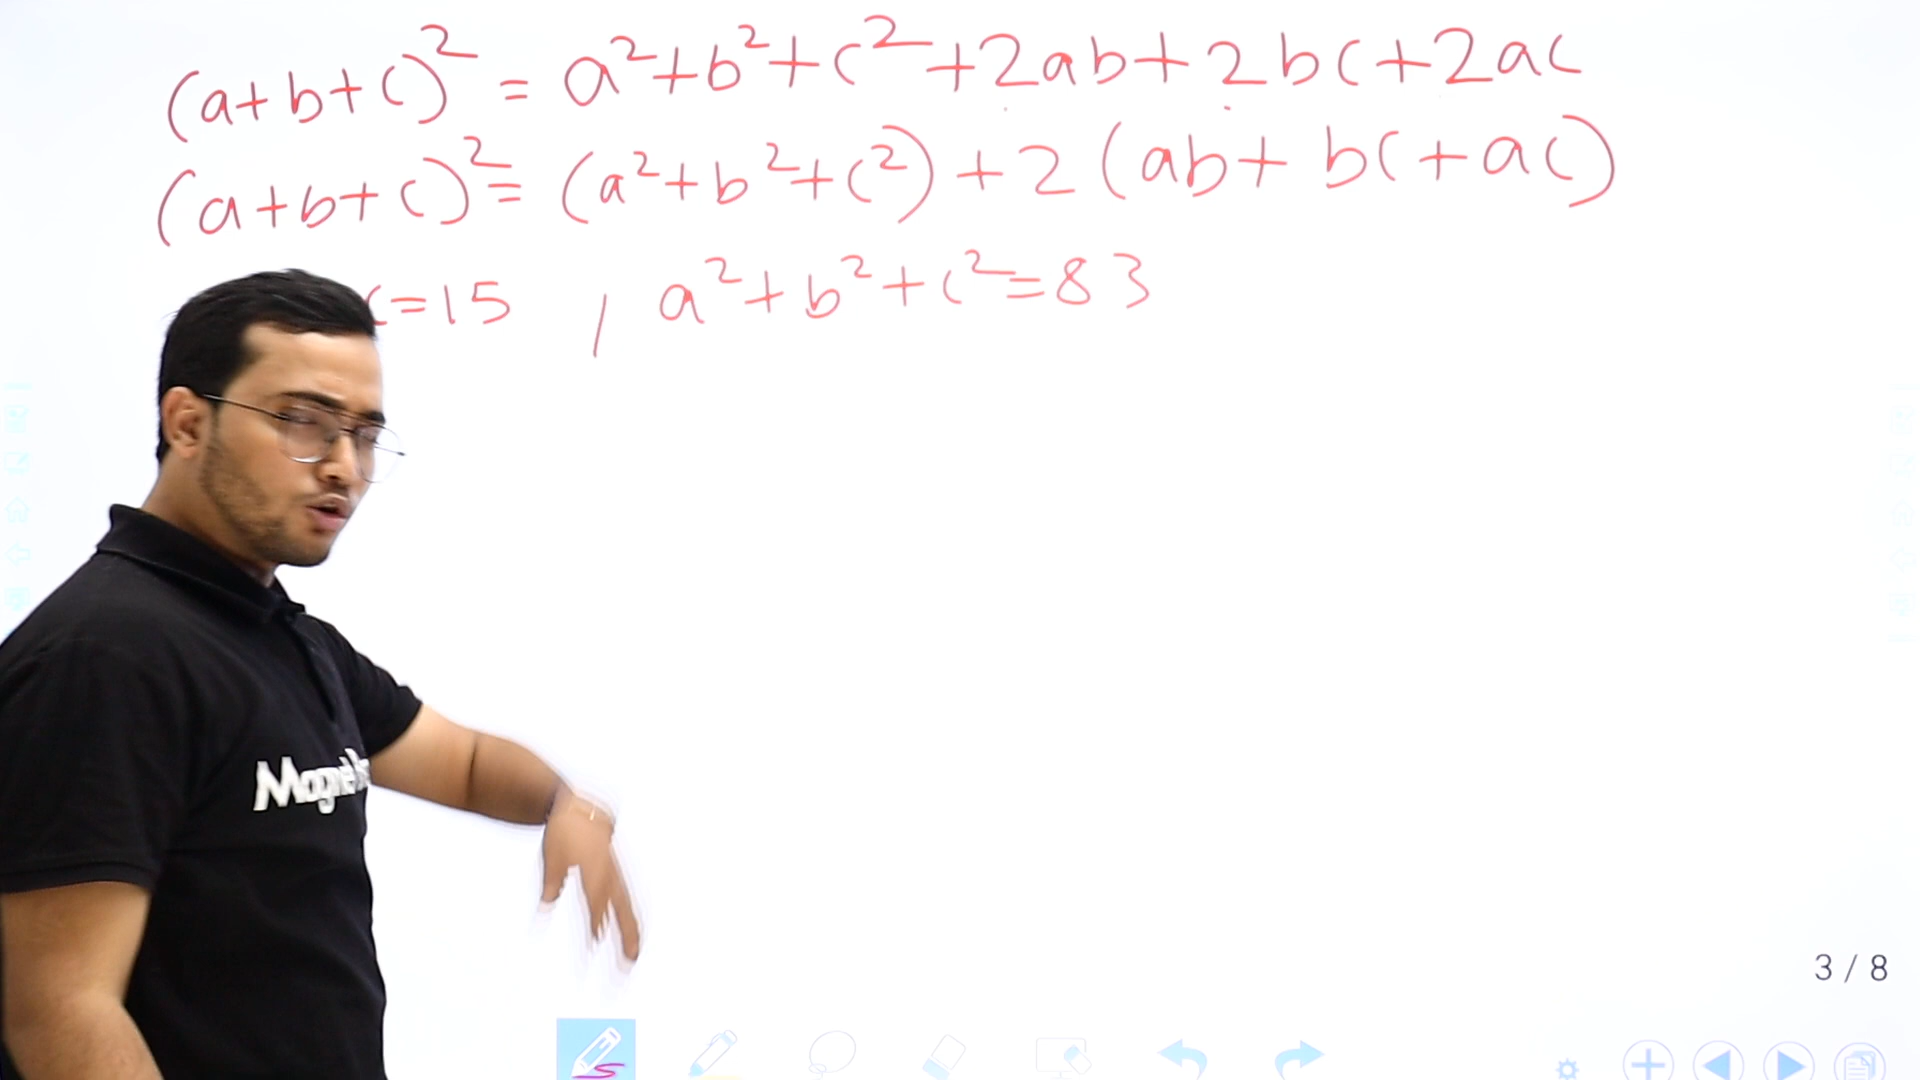 (a+b+c)² = a²+b²+c²+2ab+2bc+2ac
(a+b+c)² = (a²+b²+c²)+2(ab+bc+ac)
c=15 , a²+b²+c²=83
3 / 8